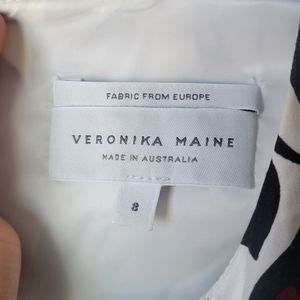 FABRIC FROM EUROPE
VERONIKA MAINE
MADE IN AUSTRALIA
8